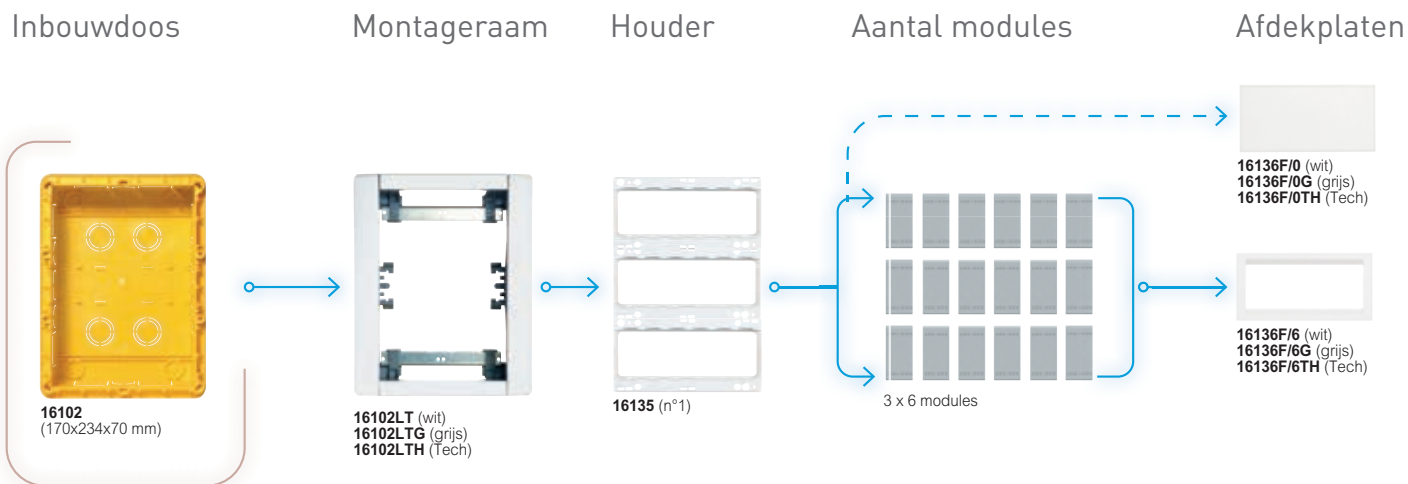 Inbouwdoos
Montageraam
Houder
Aantal modules
Afdekplaten
16102
(170x234x70 mm)
16102LT (wit)
16102LTG (grijs)
16102LTH (Tech)
16135 (n°1)
3 x 6 modules
16136F/0 (wit)
16136F/0G (grijs)
16136F/0TH (Tech)
16136F/6 (wit)
16136F/6G (grijs)
16136F/6TH (Tech)